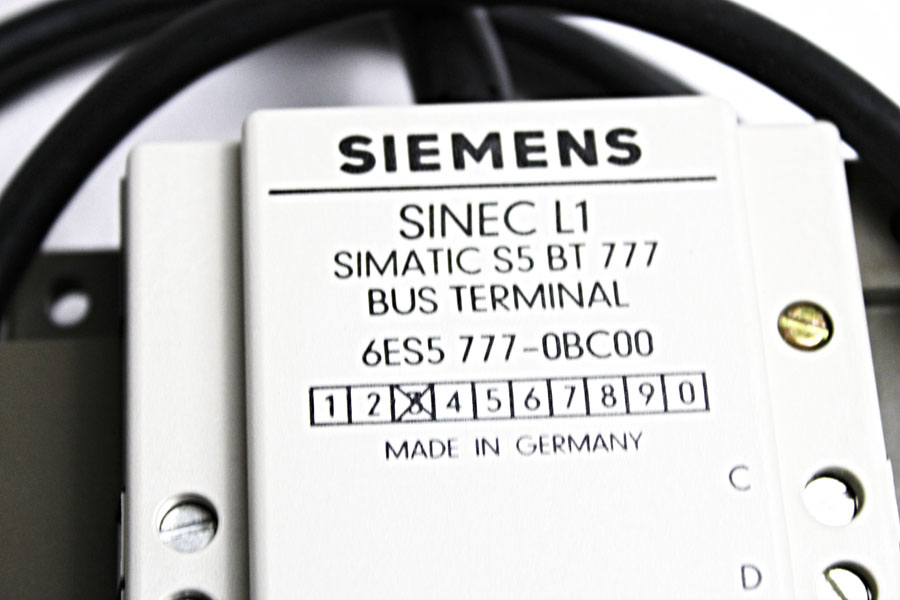 SIEMENS
SINEC L1
SIMATIC S5 BT 777
BUS TERMINAL
6ES5 777-0BC00
1 2 3 4 5 6 7 8 9 0
MADE IN GERMANY
C
D